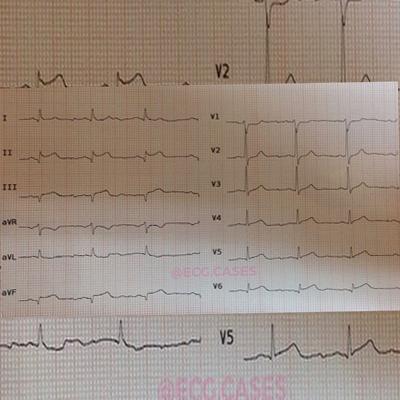 V2
I
V1
II
V2
III
V3
aVR
V4
aVL
V5
@ECG.CASES
aVF
V6
V5
@ECG.CASES